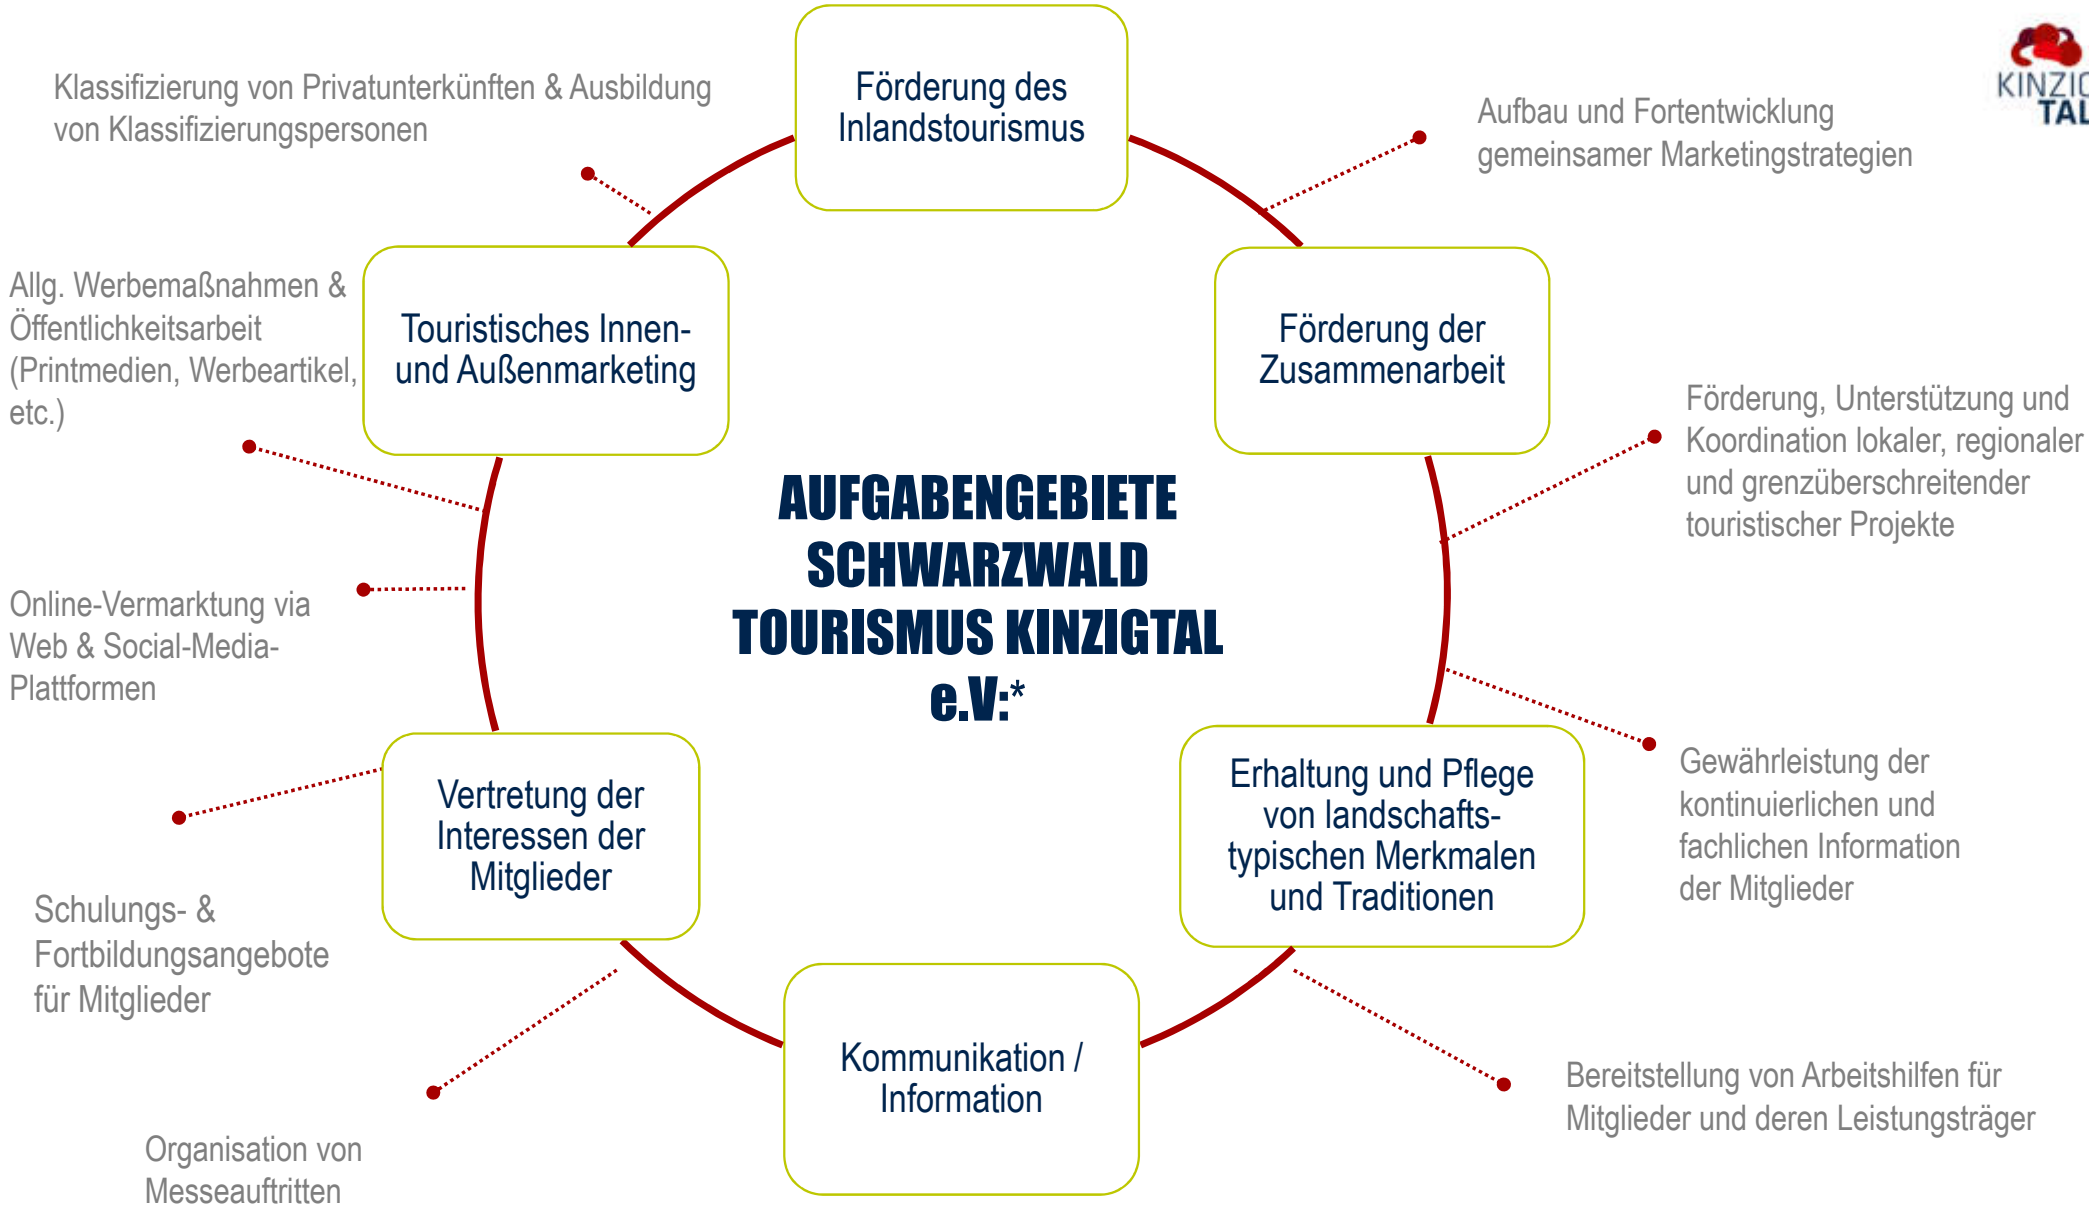 Förderung des
Inlandstourismus
KINZIG
TAL
Aufbau und Fortentwicklung
gemeinsamer Marketingstrategien
Förderung der
Zusammenarbeit
Förderung, Unterstützung und
Koordination lokaler, regionaler
und grenzüberschreitender
touristischer Projekte
Gewährleistung der
kontinuierlichen und
fachlichen Information
der Mitglieder
Erhaltung und Pflege
von landschafts-
typischen Merkmalen
und Traditionen
Bereitstellung von Arbeitshilfen für
Mitglieder und deren Leistungsträger
Kommunikation /
Information
Organisation von
Messeauftritten
Vertretung der
Interessen der
Mitglieder
Schulungs- &
Fortbildungsangebote
für Mitglieder
Online-Vermarktung via
Web & Social-Media-
Plattformen
Allg. Werbemaßnahmen &
Öffentlichkeitsarbeit
(Printmedien, Werbeartikel,
etc.)
Touristisches Innen-
und Außenmarketing
Klassifizierung von Privatunterkünften & Ausbildung
von Klassifizierungspersonen
AUFGABENGEBIETE
SCHWARZWALD
TOURISMUS KINZIGTAL
e.V:*